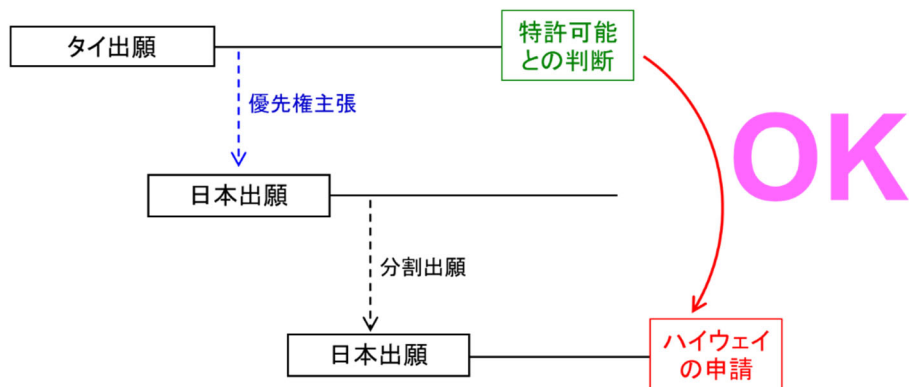 タイ出願
特許可能
との判断
優先権主張
OK
日本出願
分割出願
日本出願
ハイウェイ
の申請